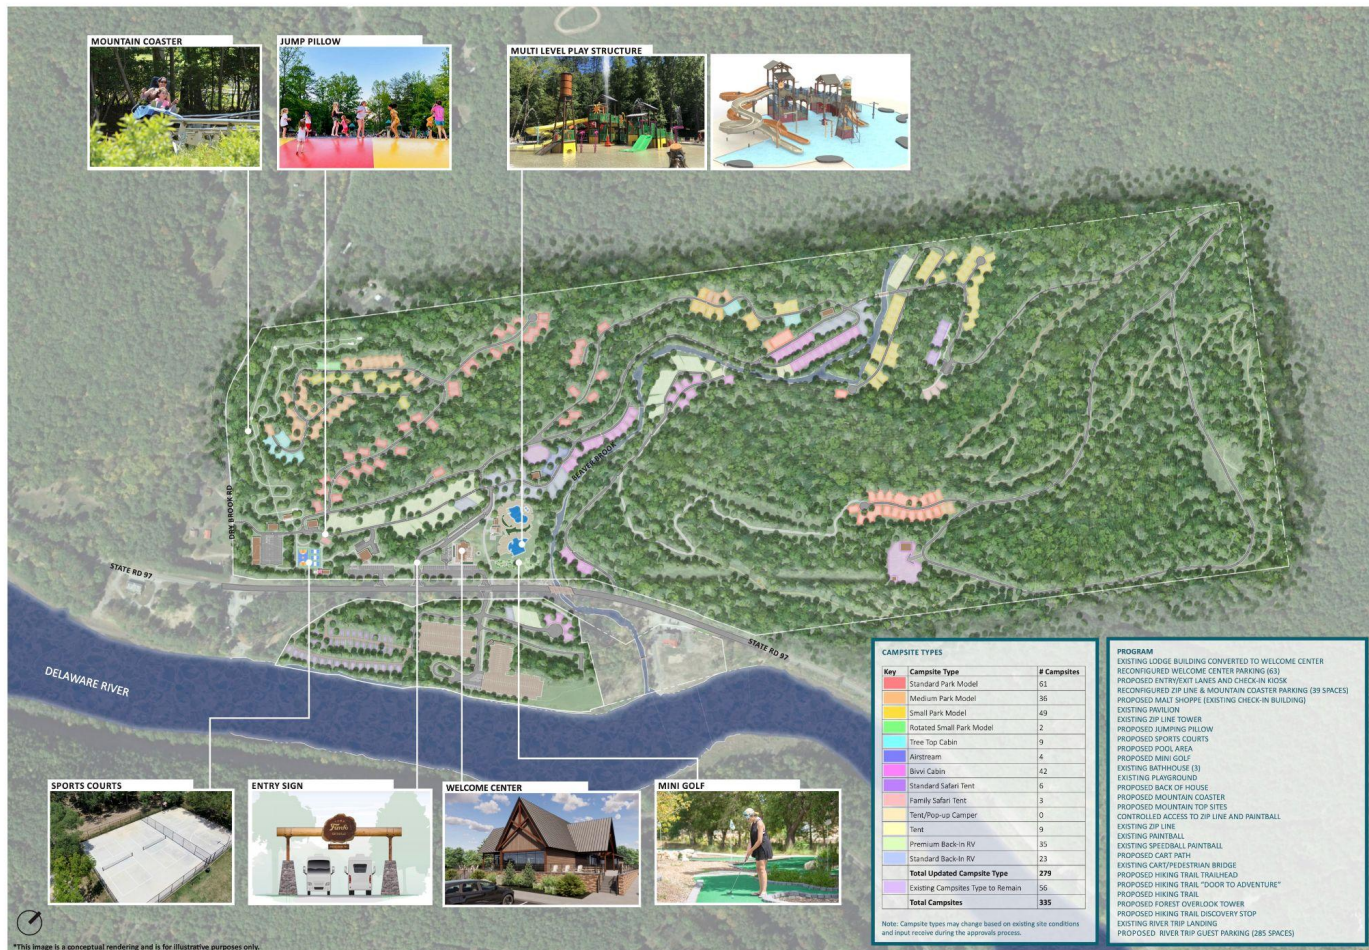 MOUNTAIN COASTER
JUMP PILLOW
MULTI LEVEL PLAY STRUCTURE
BEAVER BROOK
DRY BROOK RD
STATE RD 97
STATE RD 97
DELAWARE RIVER
SPORTS COURTS
ENTRY SIGN
WELCOME CENTER
MINI GOLF
CAMPSITE TYPES
Key Campsite Type # Campsites
Standard Park Model 61
Medium Park Model 36
Small Park Model 49
Rotated Small Park Model 2
Tree Top Cabin 9
Airstream 4
Bivvi Cabin 42
Standard Safari Tent 6
Family Safari Tent 3
Tent/Pop-up Camper 0
Tent 9
Premium Back-In RV 35
Standard Back-In RV 23
Total Updated Campsite Type 279
Existing Campsites Type to Remain 56
Total Campsites 335
Note: Campsite types may change based on existing site conditions
and input receive during the approvals process.
PROGRAM
EXISTING LODGE BUILDING CONVERTED TO WELCOME CENTER
RECONFIGURED WELCOME CENTER PARKING (63)
PROPOSED ENTRY/EXIT LANES AND CHECK-IN KIOSK
RECONFIGURED ZIP LINE & MOUNTAIN COASTER PARKING (39 SPACES)
PROPOSED MALT SHOPPE (EXISTING CHECK-IN BUILDING)
EXISTING PAVILION
EXISTING ZIP LINE TOWER
PROPOSED JUMPING PILLOW
PROPOSED SPORTS COURTS
PROPOSED POOL AREA
PROPOSED MINI GOLF
EXISTING BATHHOUSE (3)
EXISTING PLAYGROUND
PROPOSED BACK OF HOUSE
PROPOSED MOUNTAIN COASTER
PROPOSED MOUNTAIN TOP SITES
CONTROLLED ACCESS TO ZIP LINE AND PAINTBALL
EXISTING ZIP LINE
EXISTING PAINTBALL
EXISTING SPEEDBALL PAINTBALL
PROPOSED CART PATH
EXISTING CART/PEDESTRIAN BRIDGE
PROPOSED HIKING TRAIL TRAILHEAD
PROPOSED HIKING TRAIL "DOOR TO ADVENTURE"
PROPOSED HIKING TRAIL
PROPOSED FOREST OVERLOOK TOWER
PROPOSED HIKING TRAIL DISCOVERY STOP
EXISTING RIVER TRIP LANDING
PROPOSED RIVER TRIP GUEST PARKING (285 SPACES)
*This image is a conceptual rendering and is for illustrative purposes only.